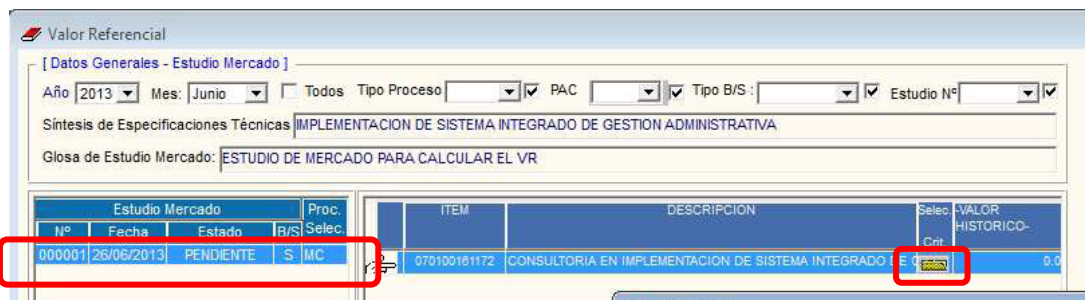 Valor Referencial
[ Datos Generales - Estudio Mercado ]
Año 2013 Mes: Junio Todos Tipo Proceso PAC Tipo B/S : Estudio Nº
Síntesis de Especificaciones Técnicas IMPLEMENTACION DE SISTEMA INTEGRADO DE GESTION ADMINISTRATIVA
Glosa de Estudio Mercado: ESTUDIO DE MERCADO PARA CALCULAR EL VR
Estudio Mercado Proc. Selec.
Nº Fecha Estado B/S
ITEM DESCRIPCION Selec. Crit. -VALOR HISTORICO-
000001 26/06/2013 PENDIENTE S MC
070100161172 CONSULTORIA EN IMPLEMENTACION DE SISTEMA INTEGRADO DE 0.0